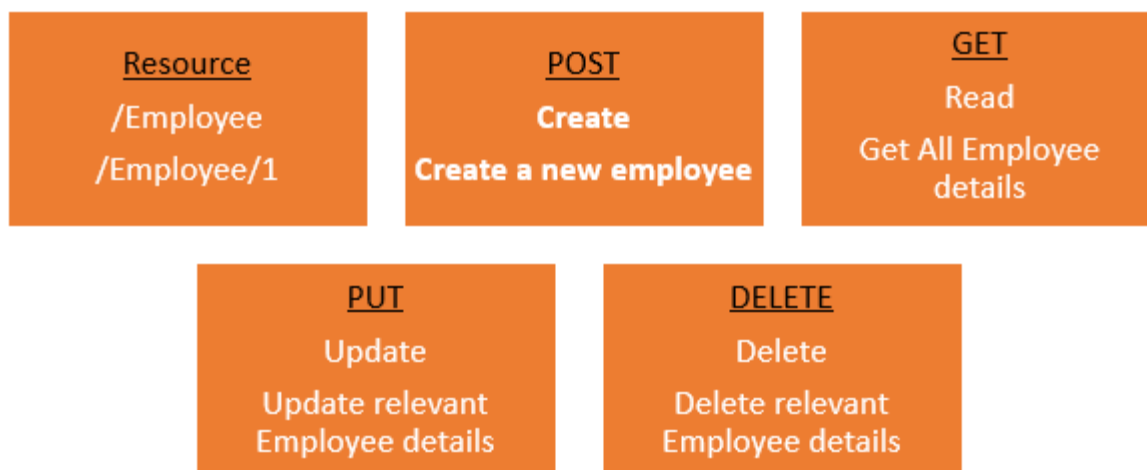 Resource
/Employee
/Employee/1
POST
Create
Create a new employee
GET
Read
Get All Employee
details
PUT
Update
Update relevant
Employee details
DELETE
Delete
Delete relevant
Employee details